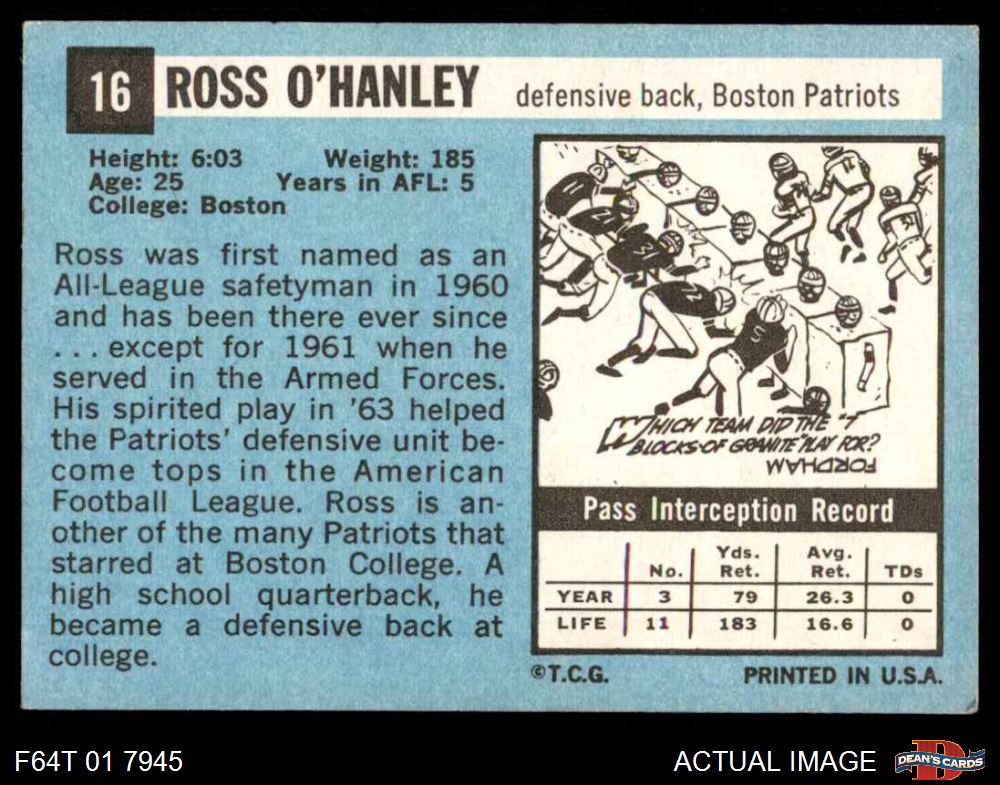 16 ROSS O'HANLEY defensive back, Boston Patriots
Height: 6:03 Weight: 185
Age: 25 Years in AFL: 5
College: Boston
Ross was first named as an
All-League safetyman in 1960
and has been there ever since
... except for 1961 when he
served in the Armed Forces.
His spirited play in '63 helped
the Patriots' defensive unit be-
come tops in the American
Football League. Ross is an-
other of the many Patriots that
starred at Boston College. A
high school quarterback, he
became a defensive back at
college.
WHICH TEAM DID THE "7
BLOCKS OF GRANITE" PLAY FOR?
FORDHAM
Pass Interception Record
No. Yds. Ret. Avg. Ret. TDs
YEAR 3 79 26.3 0
LIFE 11 183 16.6 0
©T.C.G. PRINTED IN U.S.A.
F64T 01 7945 ACTUAL IMAGE DEAN'S CARDS